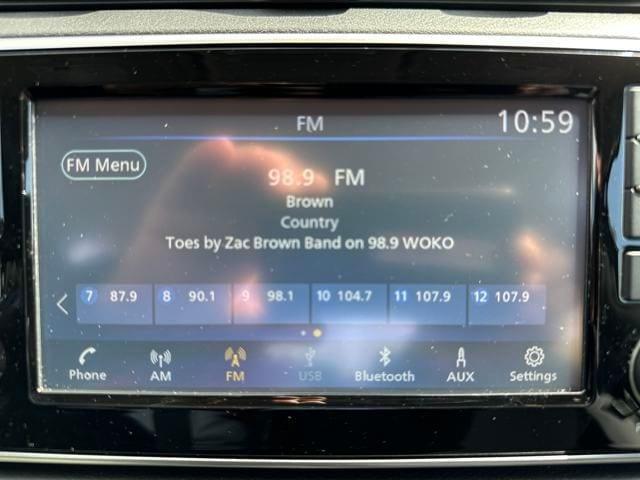 FM
10:59
FM Menu
98.9 FM
Brown
Country
Toes by Zac Brown Band on 98.9 WOKO
7 87.9 8 90.1 9 98.1 10 104.7 11 107.9 12 107.9
Phone AM FM USB Bluetooth AUX Settings